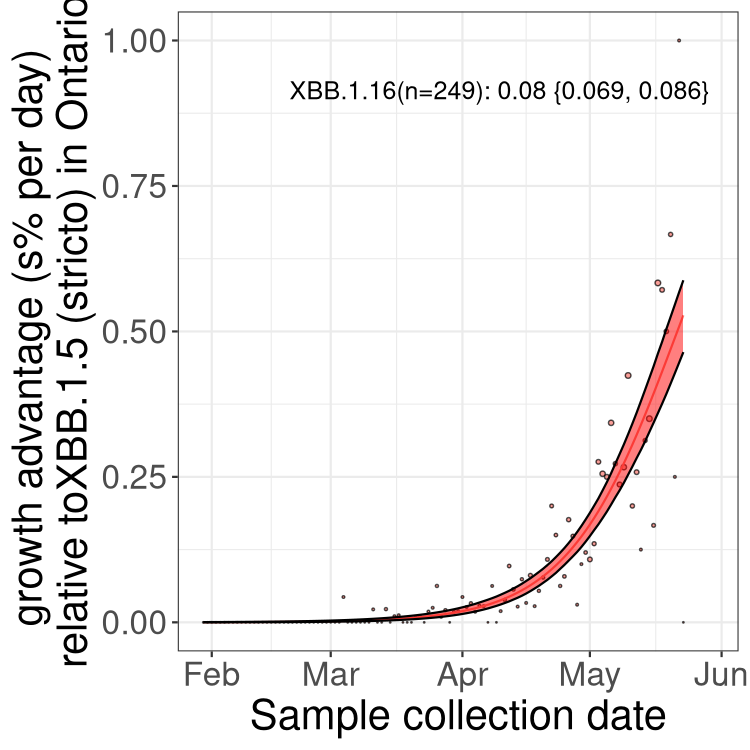 growth advantage (s% per day)
relative toXBB.1.5 (stricto) in Ontario
1.00
0.75
0.50
0.25
0.00
XBB.1.16(n=249): 0.08 {0.069, 0.086}
Feb Mar Apr May Jun
Sample collection date